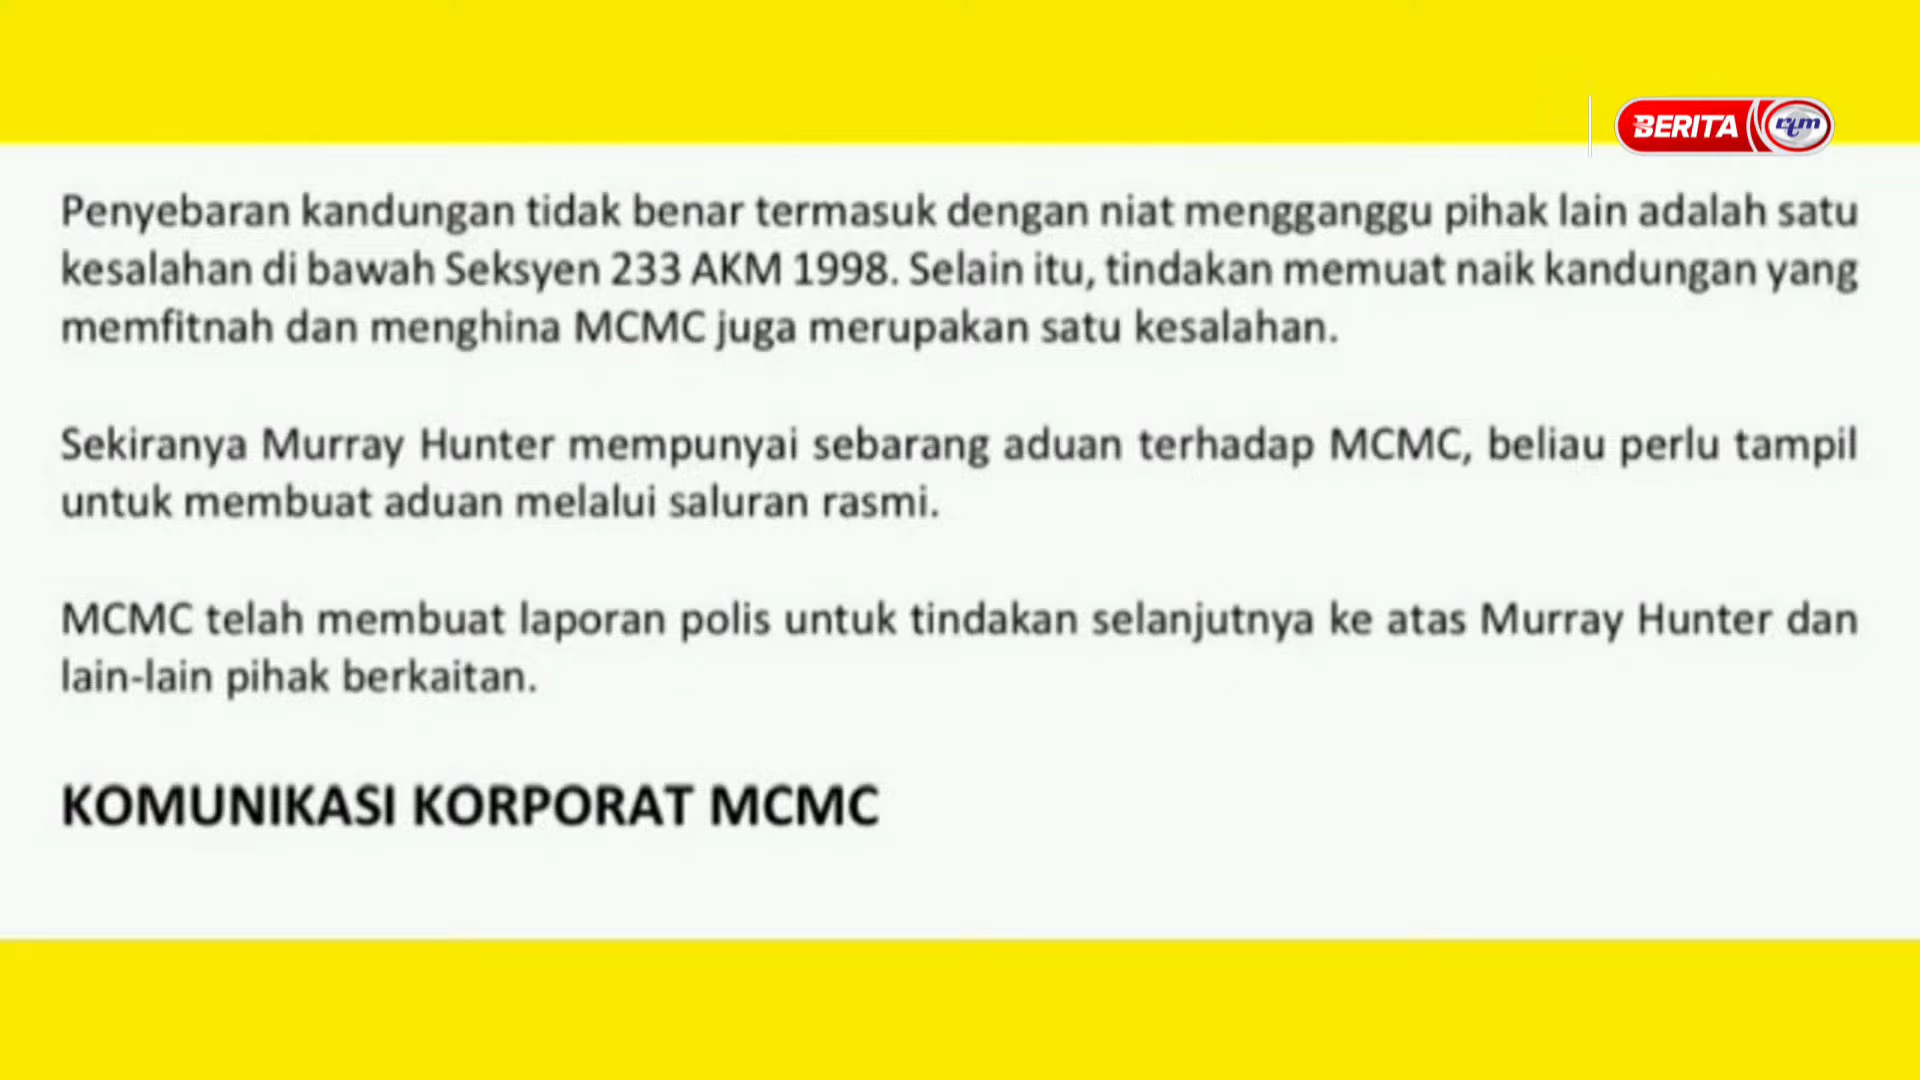 BERITA rtm
Penyebaran kandungan tidak benar termasuk dengan niat mengganggu pihak lain adalah satu
kesalahan di bawah Seksyen 233 AKM 1998. Selain itu, tindakan memuat naik kandungan yang
memfitnah dan menghina MCMC juga merupakan satu kesalahan.
Sekiranya Murray Hunter mempunyai sebarang aduan terhadap MCMC, beliau perlu tampil
untuk membuat aduan melalui saluran rasmi.
MCMC telah membuat laporan polis untuk tindakan selanjutnya ke atas Murray Hunter dan
lain-lain pihak berkaitan.
KOMUNIKASI KORPORAT MCMC